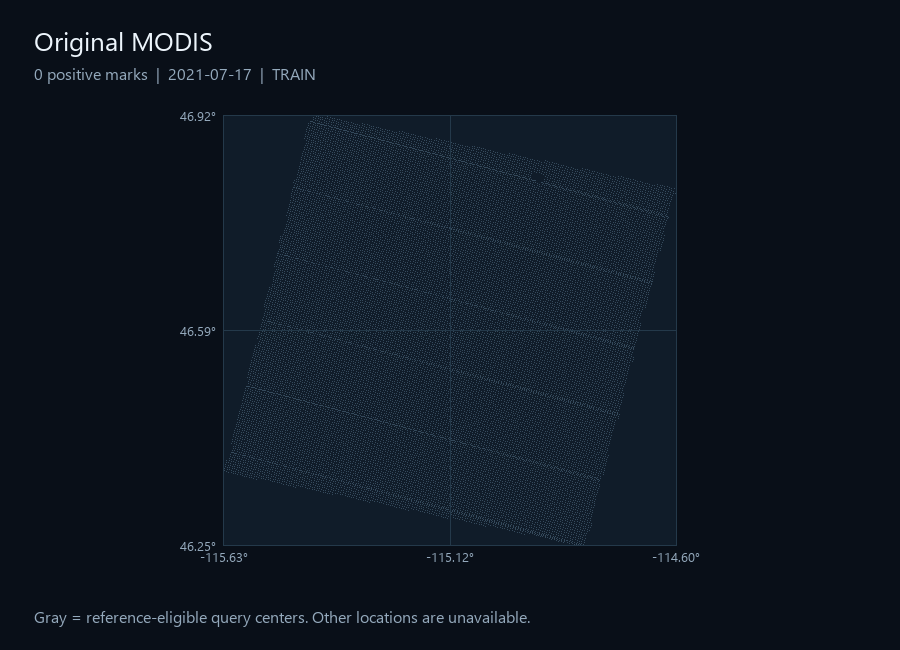 Original MODIS
0 positive marks | 2021-07-17 | TRAIN
46.92°
46.59°
46.25°
-115.63° -115.12° -114.60°
Gray = reference-eligible query centers. Other locations are unavailable.